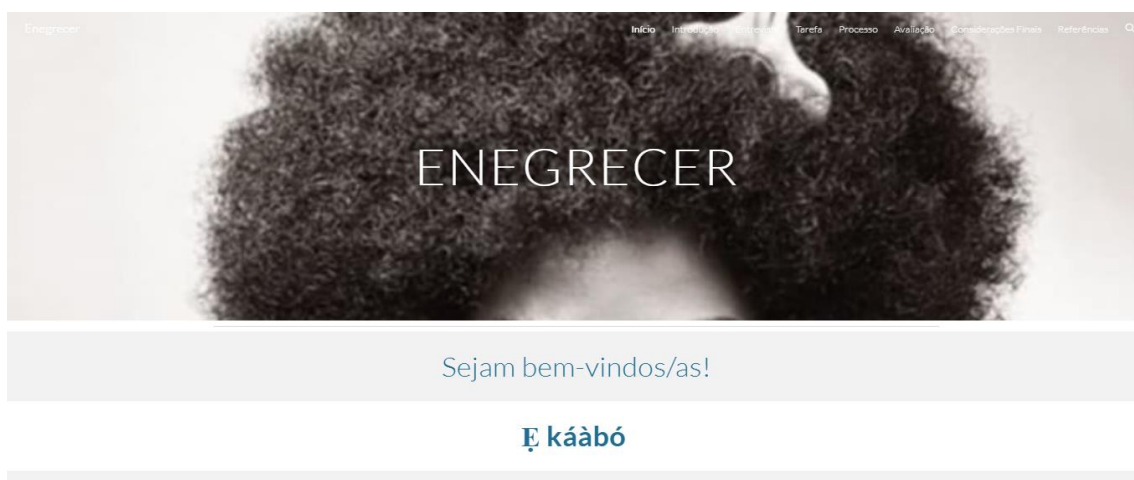 Enegrecer
Início Introdução Tarefa Processo Avaliação Considerações Finais Referências
ENEGRECER
Sejam bem-vindos/as!
Ẹ káàbó